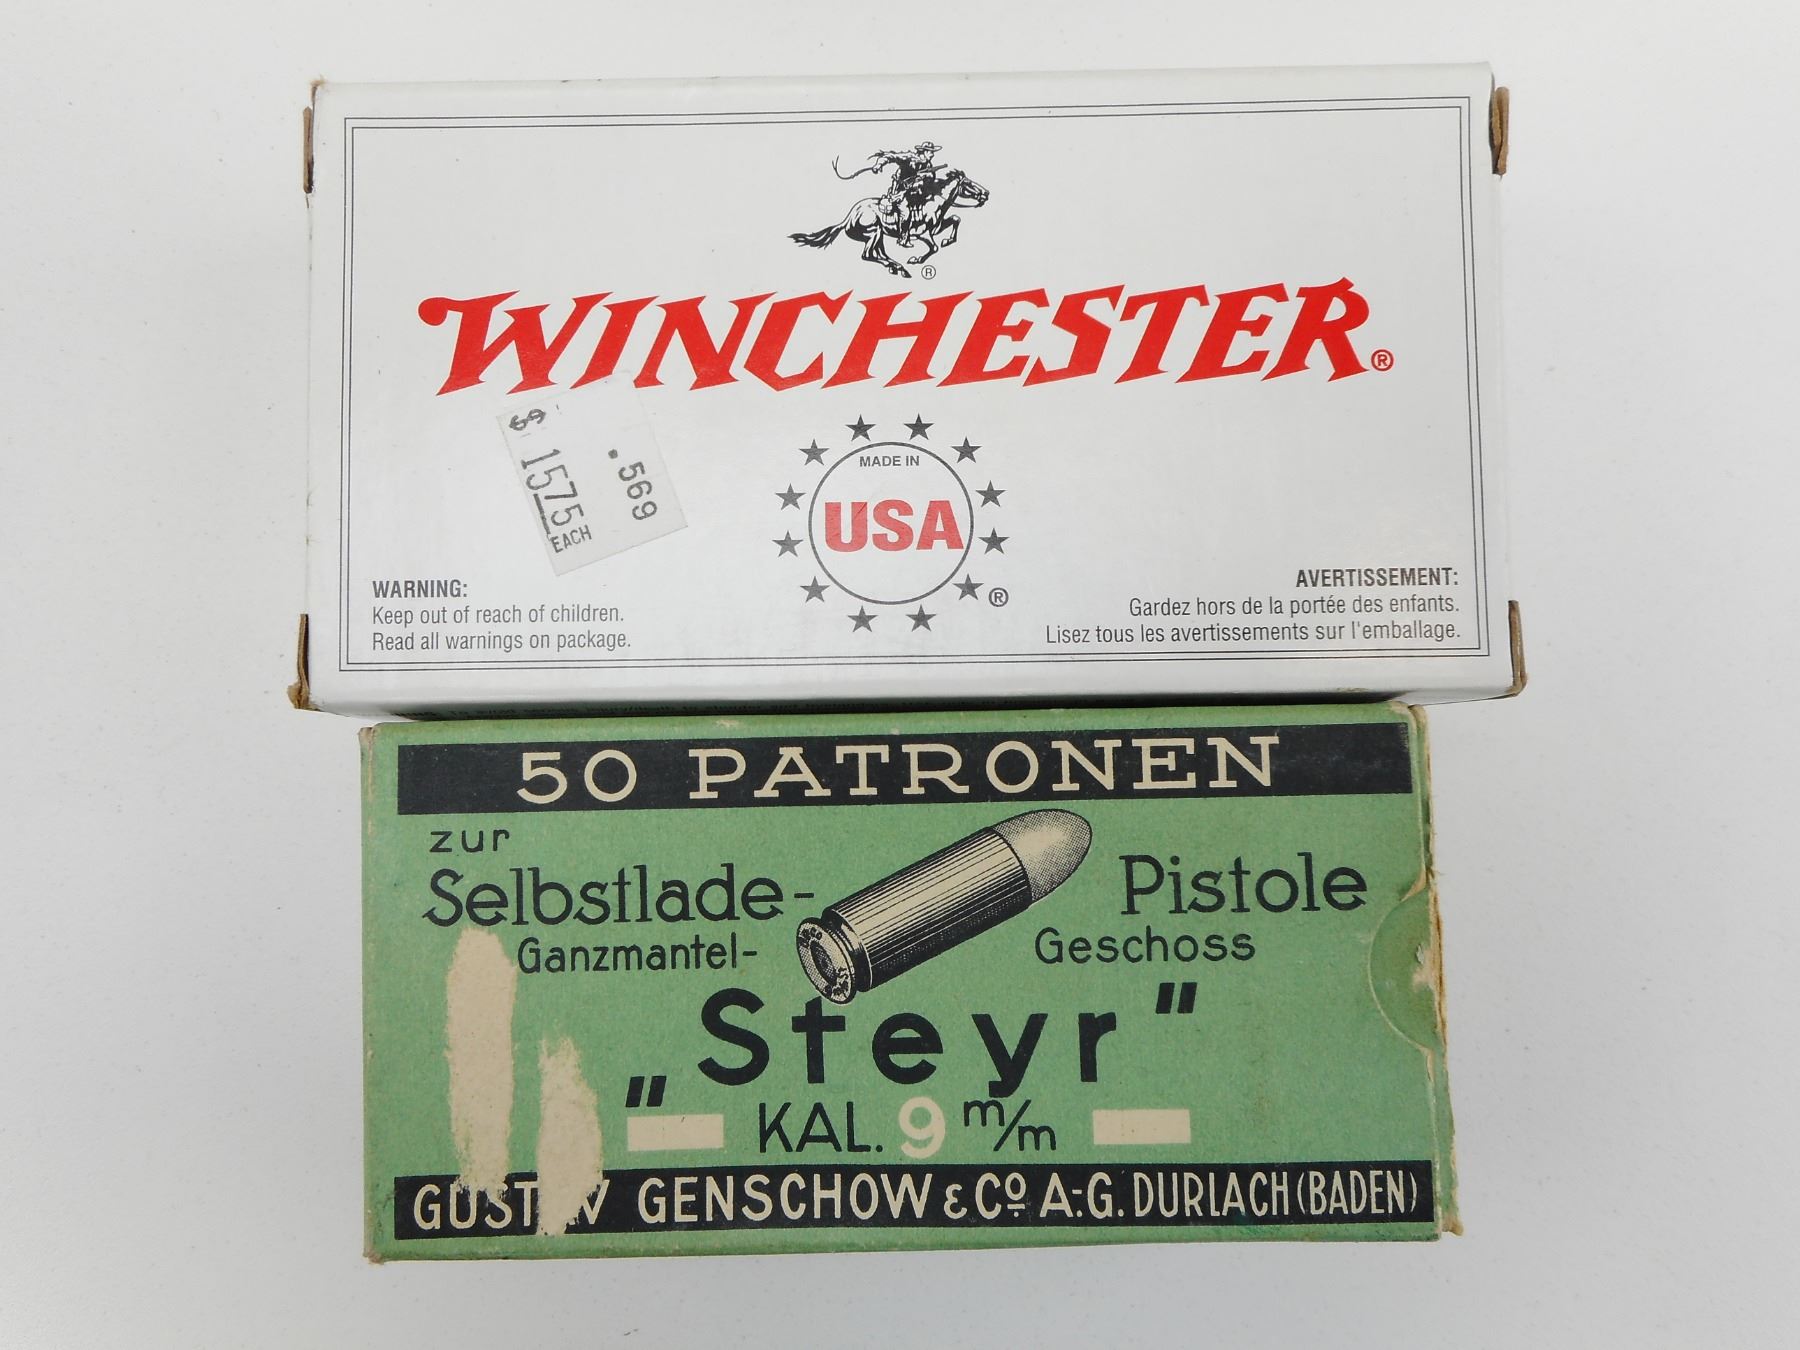 WINCHESTER®
$ 1575 EACH
.569
MADE IN
USA
®
WARNING:
Keep out of reach of children.
Read all warnings on package.
AVERTISSEMENT:
Gardez hors de la portée des enfants.
Lisez tous les avertissements sur l'emballage.
50 PATRONEN
zur
Selbstlade- Pistole
Ganzmantel- Geschoss
„Steyr"
KAL. 9 m/m
GENSCHOW & Cº A.-G. DURLACH (BADEN)